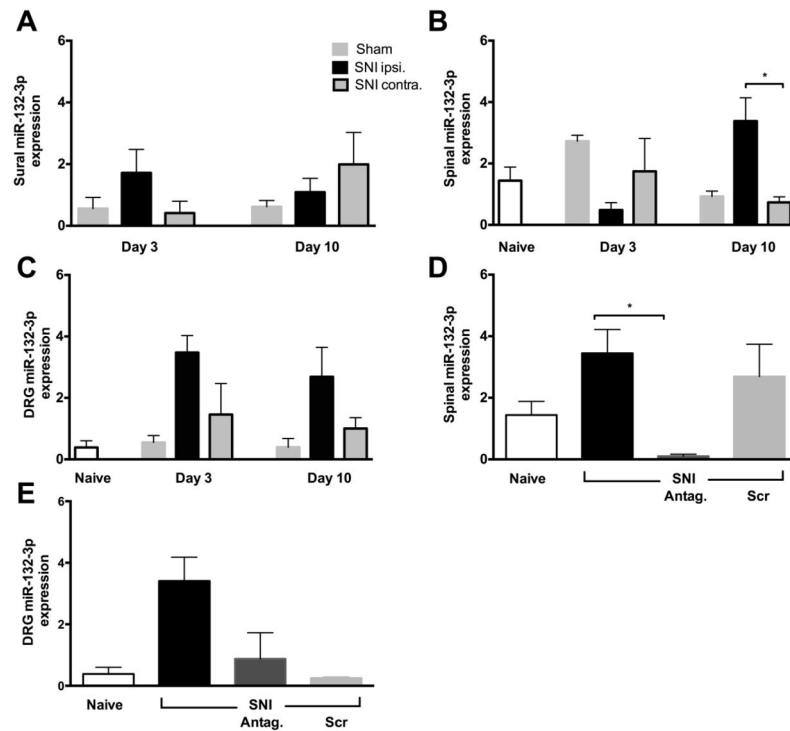 A
Sural miR-132-3p
expression
6
4
2
0
Sham
SNI ipsi.
SNI contra.
Day 3
Day 10
B
Spinal miR-132-3p
expression
6
4
2
0
*
Naive
Day 3
Day 10
C
DRG miR-132-3p
expression
6
4
2
0
Naive
Day 3
Day 10
D
Spinal miR-132-3p
expression
6
4
2
0
*
Naive
SNI
Antag.
Scr
E
DRG miR-132-3p
expression
6
4
2
0
Naive
SNI
Antag.
Scr